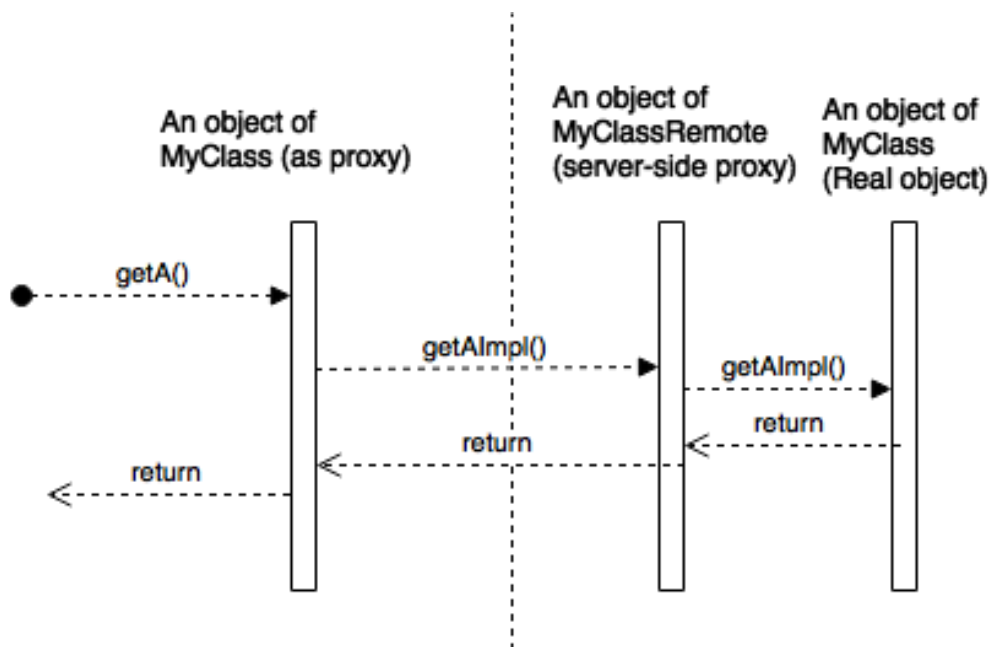 An object of
MyClass (as proxy)
An object of
MyClassRemote
(server-side proxy)
An object of
MyClass
(Real object)
getA()
getAImpl()
getAImpl()
return
return
return